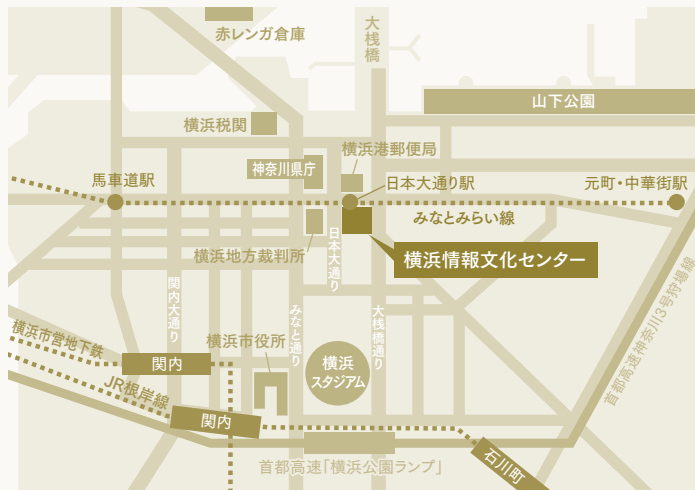 赤レンガ倉庫
大桟橋
山下公園
横浜税関
横浜港郵便局
神奈川県庁
馬車道駅
日本大通り駅
元町・中華街駅
みなとみらい線
横浜地方裁判所
日本大通り
横浜情報文化センター
首都高速神奈川3号狩場線
関内大通り
みなと通り
大桟橋通り
横浜市営地下鉄
横浜市役所
関内
横浜
スタジアム
JR根岸線
関内
首都高速「横浜公園ランプ」
石川町